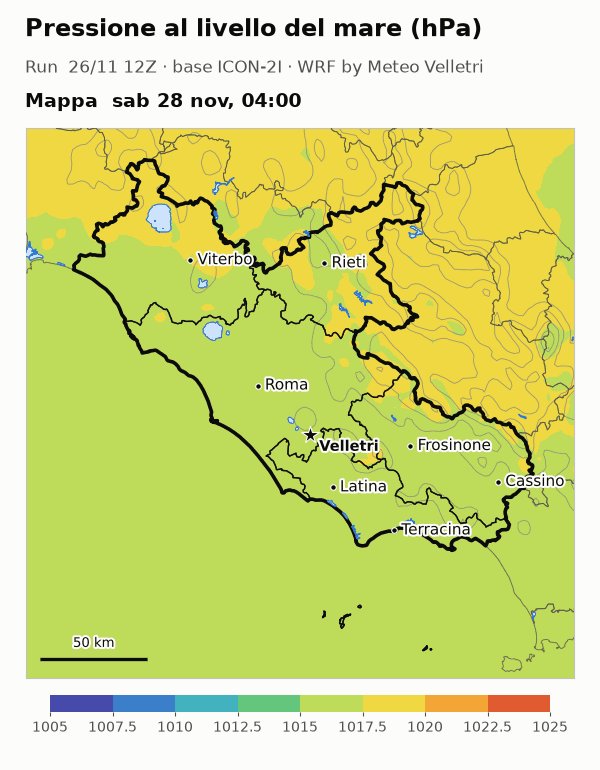 Pressione al livello del mare (hPa)
Run  26/11 12Z · base ICON-2I · WRF by Meteo Velletri
Mappa  sab 28 nov, 04:00
Viterbo
Rieti
Roma
Velletri
Frosinone
Latina
Cassino
Terracina
50 km
1005 1007.5 1010 1012.5 1015 1017.5 1020 1022.5 1025